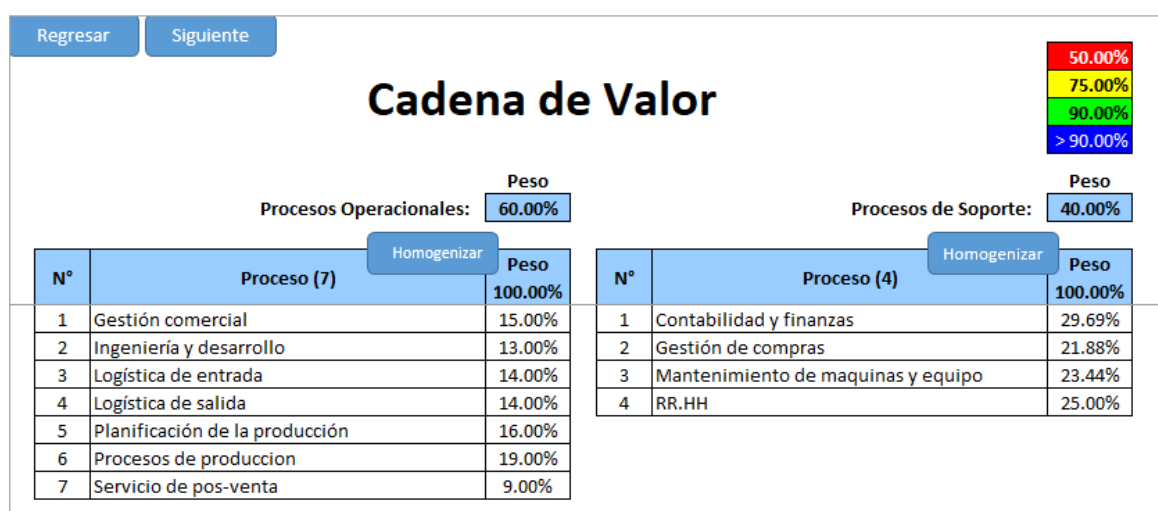 Regresar Siguiente
50.00%
75.00%
Cadena de Valor
90.00%
> 90.00%
Peso Peso
Procesos Operacionales: 60.00% Procesos de Soporte: 40.00%
Homogenizar Homogenizar
N° Proceso (7) Peso N° Proceso (4) Peso
100.00% 100.00%
1 Gestión comercial 15.00% 1 Contabilidad y finanzas 29.69%
2 Ingeniería y desarrollo 13.00% 2 Gestión de compras 21.88%
3 Logística de entrada 14.00% 3 Mantenimiento de maquinas y equipo 23.44%
4 Logística de salida 14.00% 4 RR.HH 25.00%
5 Planificación de la producción 16.00%
6 Procesos de produccion 19.00%
7 Servicio de pos-venta 9.00%